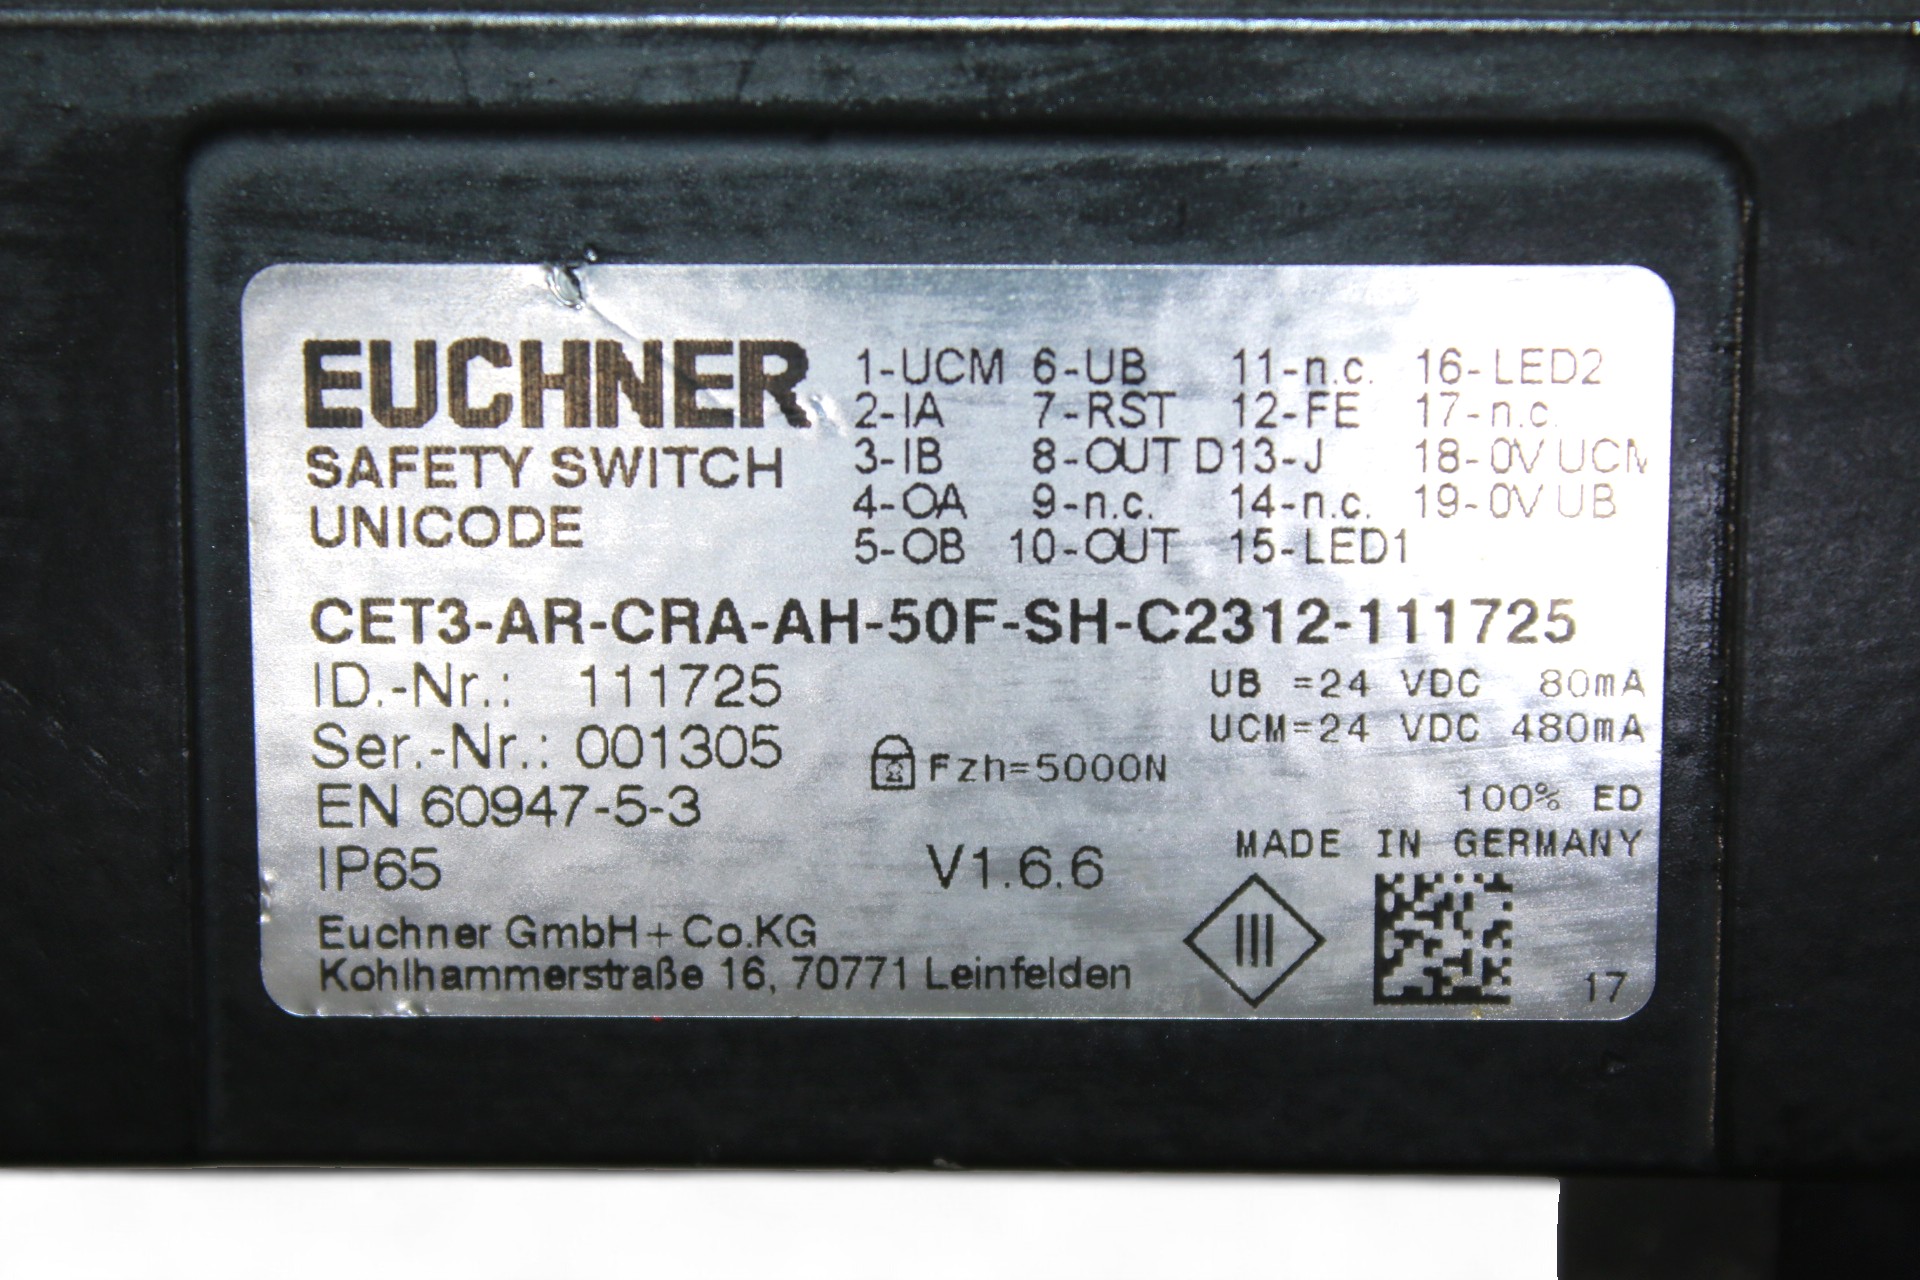 EUCHNER
SAFETY SWITCH
UNICODE
1-UCM 6-UB 11-n.c. 16-LED2
2-IA 7-RST 12-FE 17-n.c.
3-IB 8-OUT D 13-J 18-0V UCM
4-OA 9-n.c. 14-n.c. 19-0V UB
5-OB 10-OUT 15-LED1
CET3-AR-CRA-AH-50F-SH-C2312-111725
ID.-Nr.: 111725
UB =24 VDC 80mA
Ser.-Nr.: 001305
UCM=24 VDC 480mA
Fzh=5000N
EN 60947-5-3
100% ED
IP65
V1.6.6
MADE IN GERMANY
Euchner GmbH+Co.KG
Kohlhammerstraße 16, 70771 Leinfelden
III
17